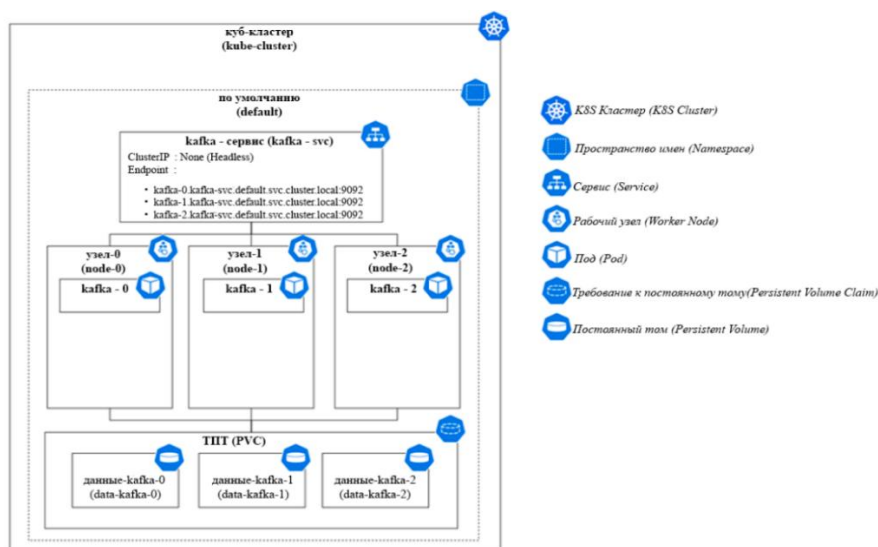 куб-кластер
(kube-cluster)
по умолчанию
(default)
kafka - сервис (kafka - svc)
ClusterIP : None (Headless)
Endpoint :
• kafka-0.kafka-svc.default.svc.cluster.local:9092
• kafka-1.kafka-svc.default.svc.cluster.local:9092
• kafka-2.kafka-svc.default.svc.cluster.local:9092
узел-0
(node-0)
kafka - 0
узел-1
(node-1)
kafka - 1
узел-2
(node-2)
kafka - 2
ТПТ (PVC)
данные-kafka-0
(data-kafka-0)
данные-kafka-1
(data-kafka-1)
данные-kafka-2
(data-kafka-2)
K8S Кластер (K8S Cluster)
Пространство имен (Namespace)
Сервис (Service)
Рабочий узел (Worker Node)
Под (Pod)
Требование к постоянному тому(Persistent Volume Claim)
Постоянный том (Persistent Volume)